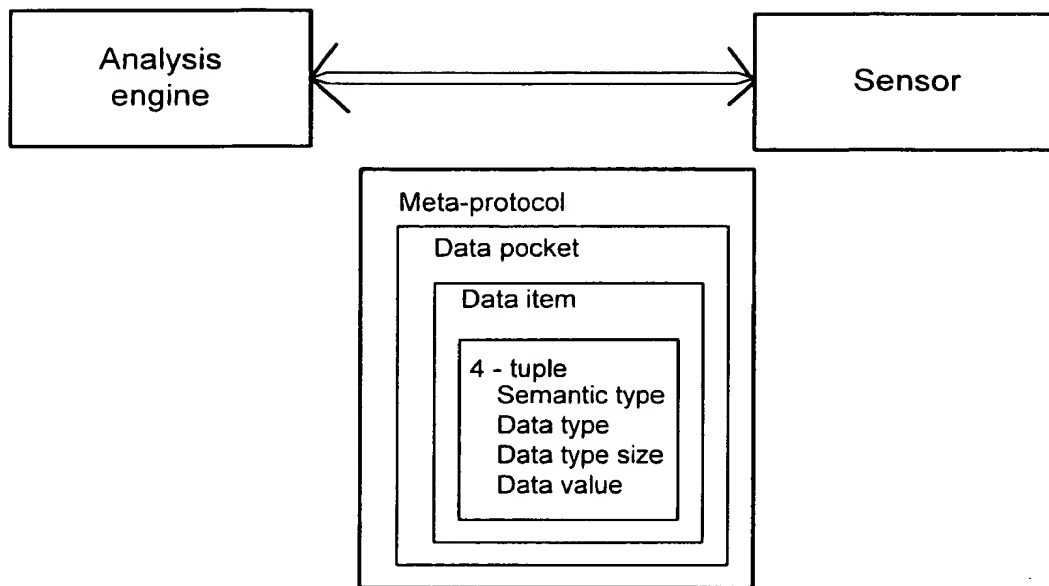 Analysis
engine
Sensor
Meta-protocol
Data pocket
Data item
4 - tuple
Semantic type
Data type
Data type size
Data value